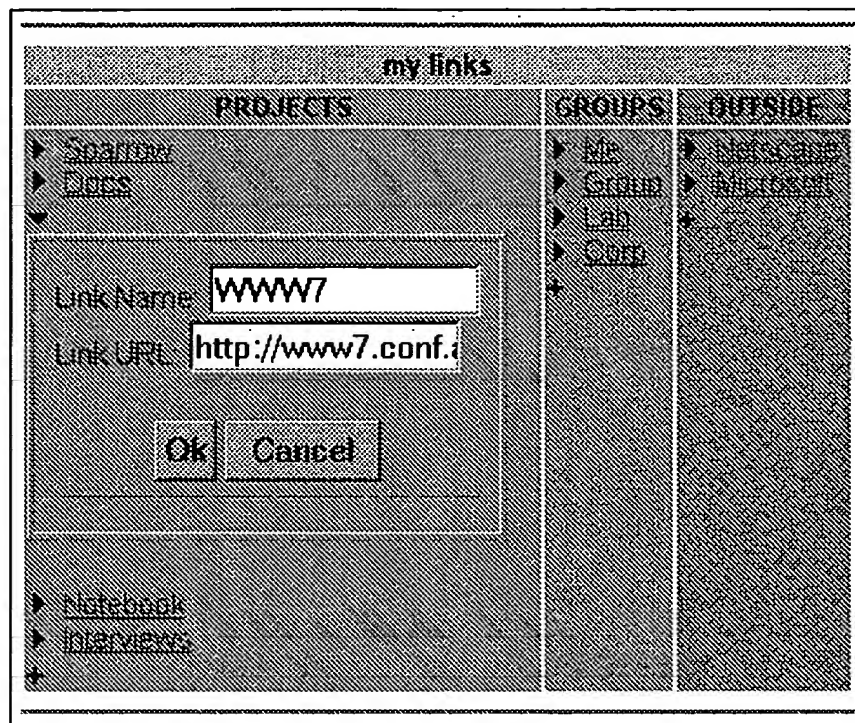 my links
PROJECTS
Sparrow
Docs
Link Name: WWW7
Link URL: http://www7.conf.a
Ok Cancel
Notebook
Interviews
+
GROUPS
Me
Group
Lab
Corp
+
OUTSIDE
Netscape
Microsoft
+